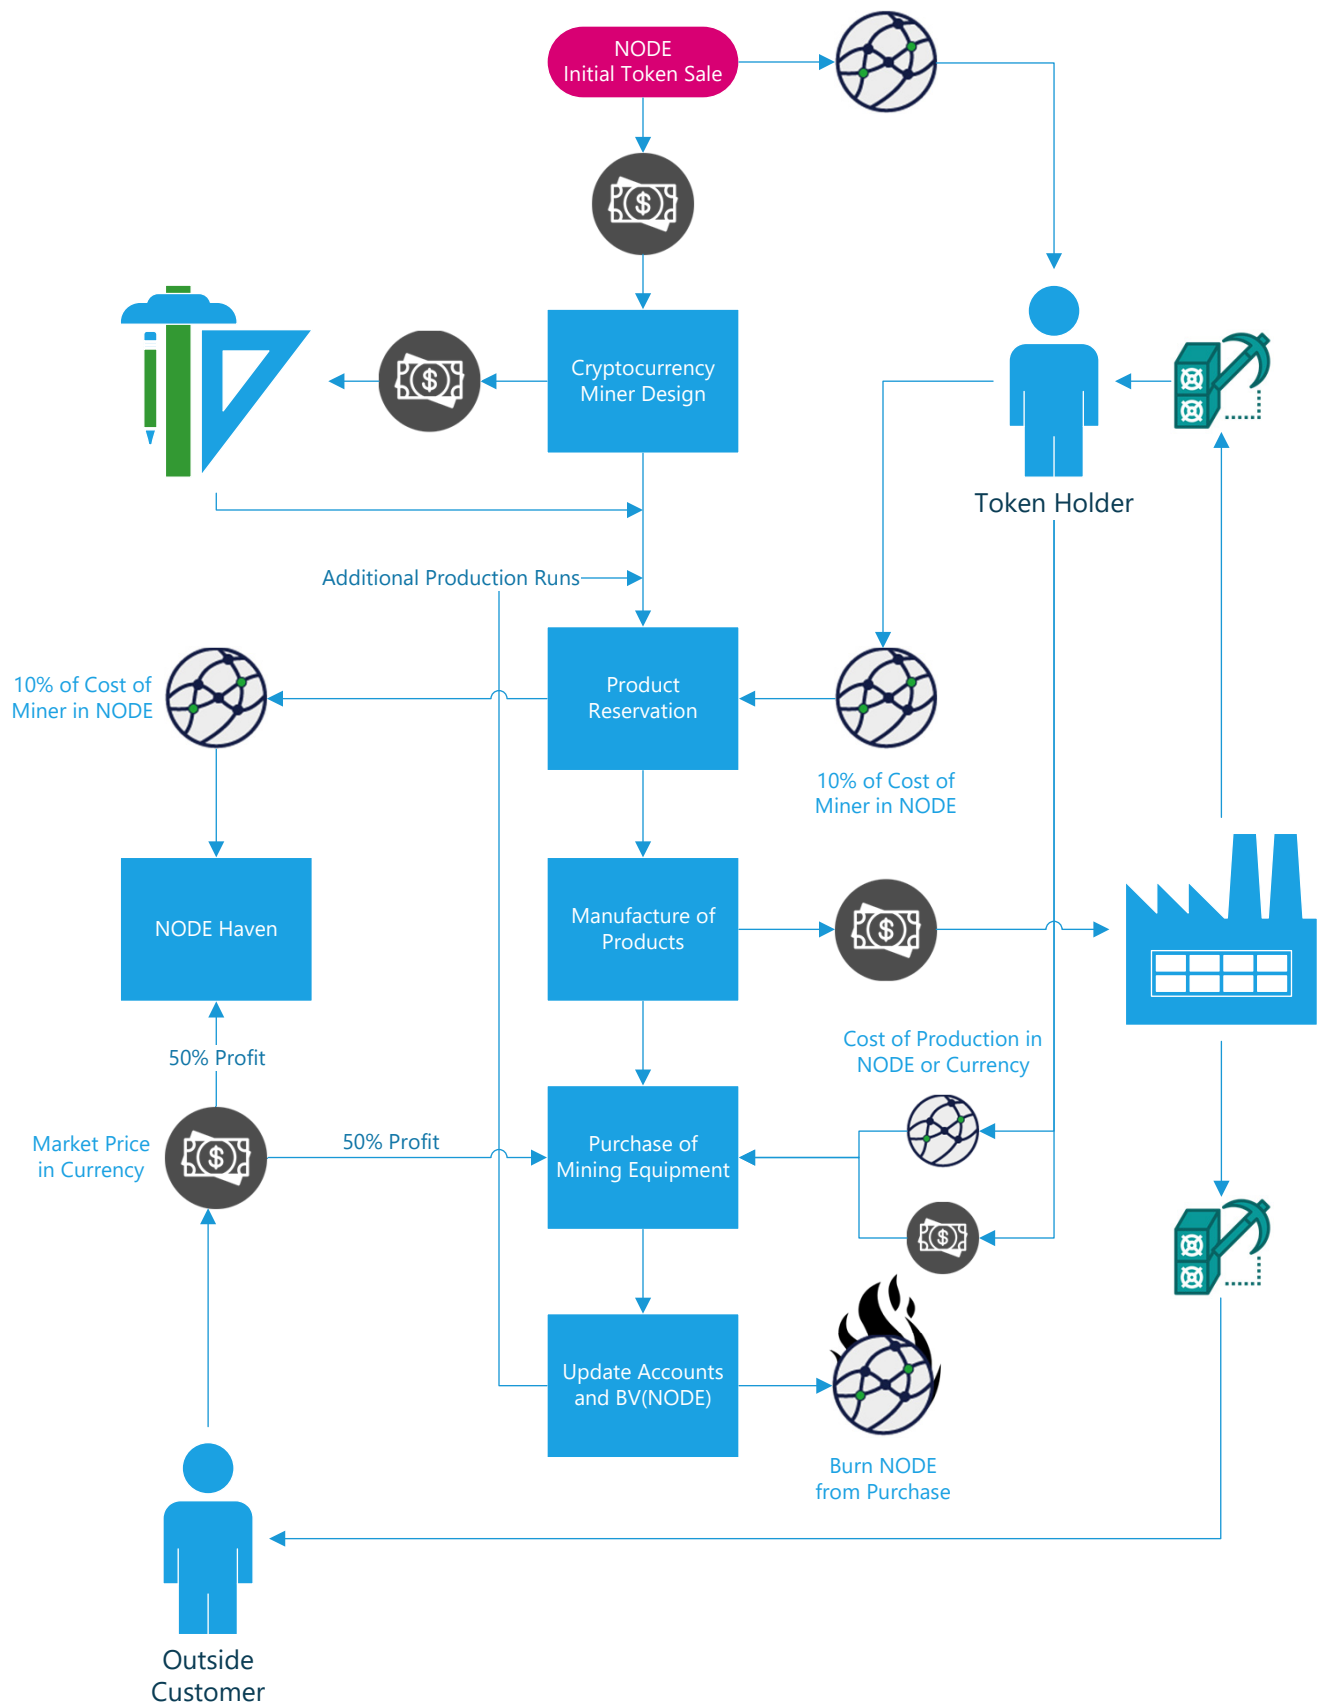 NODE
Initial Token Sale
Cryptocurrency
Miner Design
Token Holder
Additional Production Runs
10% of Cost of
Miner in NODE
Product
Reservation
10% of Cost of
Miner in NODE
NODE Haven
Manufacture of
Products
50% Profit
Cost of Production in
NODE or Currency
Market Price
in Currency
50% Profit
Purchase of
Mining Equipment
Update Accounts
and BV(NODE)
Burn NODE
from Purchase
Outside
Customer